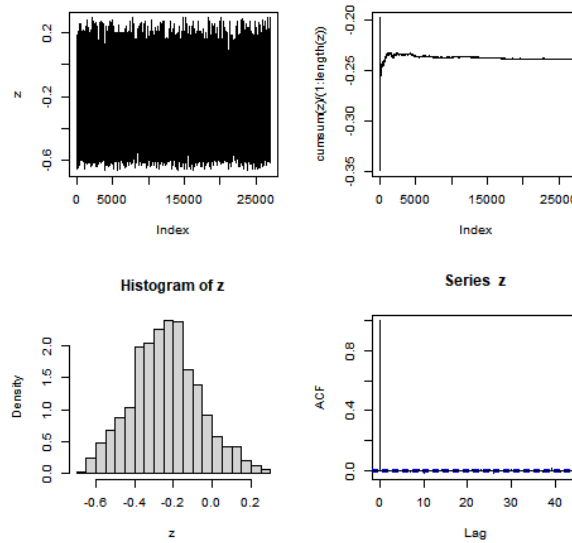 z
0.2
-0.2
-0.6
0 5000 15000 25000
Index
cumsum(z)/(1:length(z))
-0.20
-0.25
-0.30
-0.35
0 5000 15000 25000
Index
Histogram of z
Density
2.0
1.5
1.0
0.5
0.0
-0.6 -0.4 -0.2 0.0 0.2
z
Series z
ACF
0.8
0.4
0.0
0 10 20 30 40
Lag